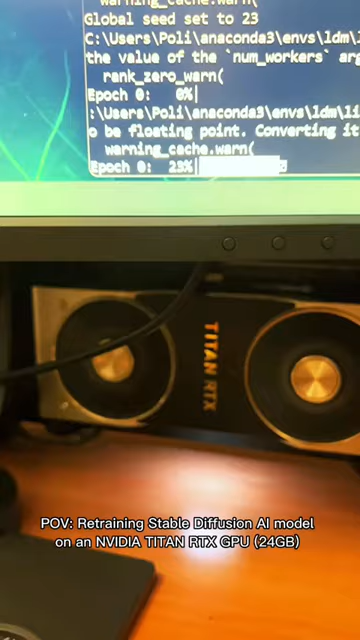 warning_cache.warn(
Global seed set to 23
C:\Users\Poli\anaconda3\envs\ldm\l
the value of the `num_workers` arg
rank_zero_warn(
Epoch 0: 0%|
:\Users\Poli\anaconda3\envs\ldm\li
o be floating point. Converting it
warning_cache.warn(
Epoch 0: 23%|
TITAN RTX
POV: Retraining Stable Diffusion AI model
on an NVIDIA TITAN RTX GPU (24GB)